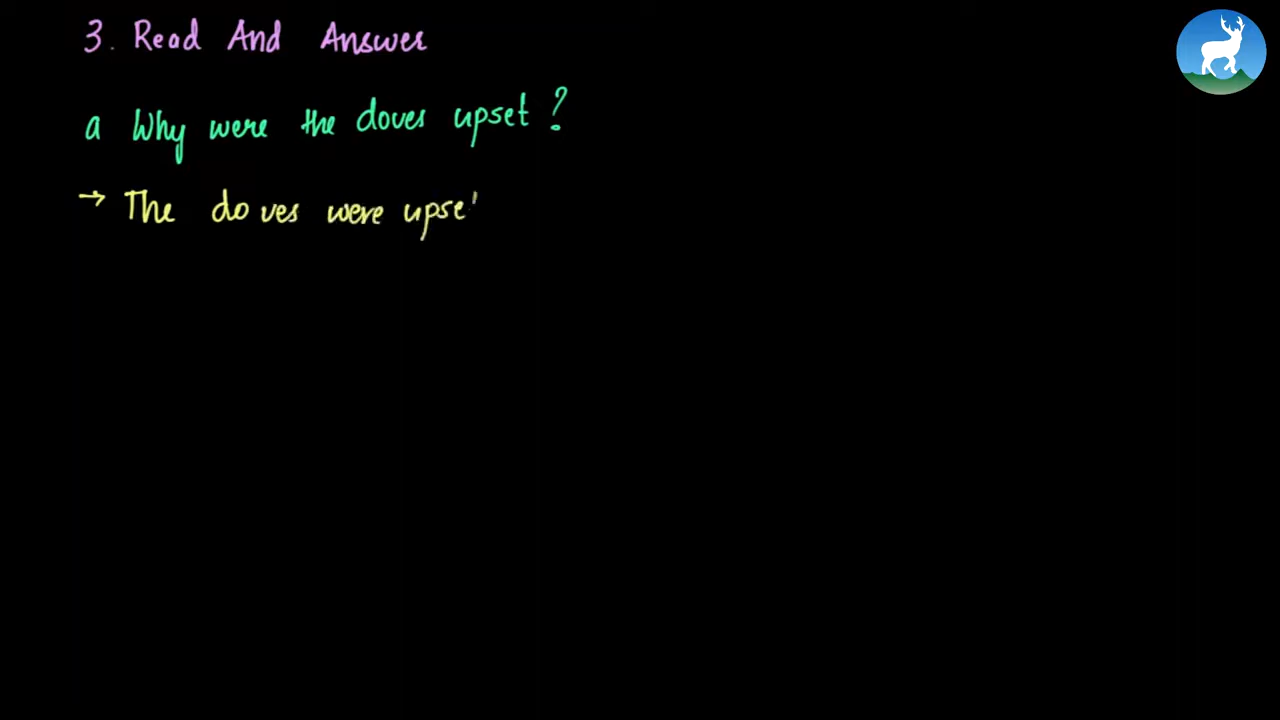 3. Read And Answer
a Why were the doves upset ?
→ The doves were upse